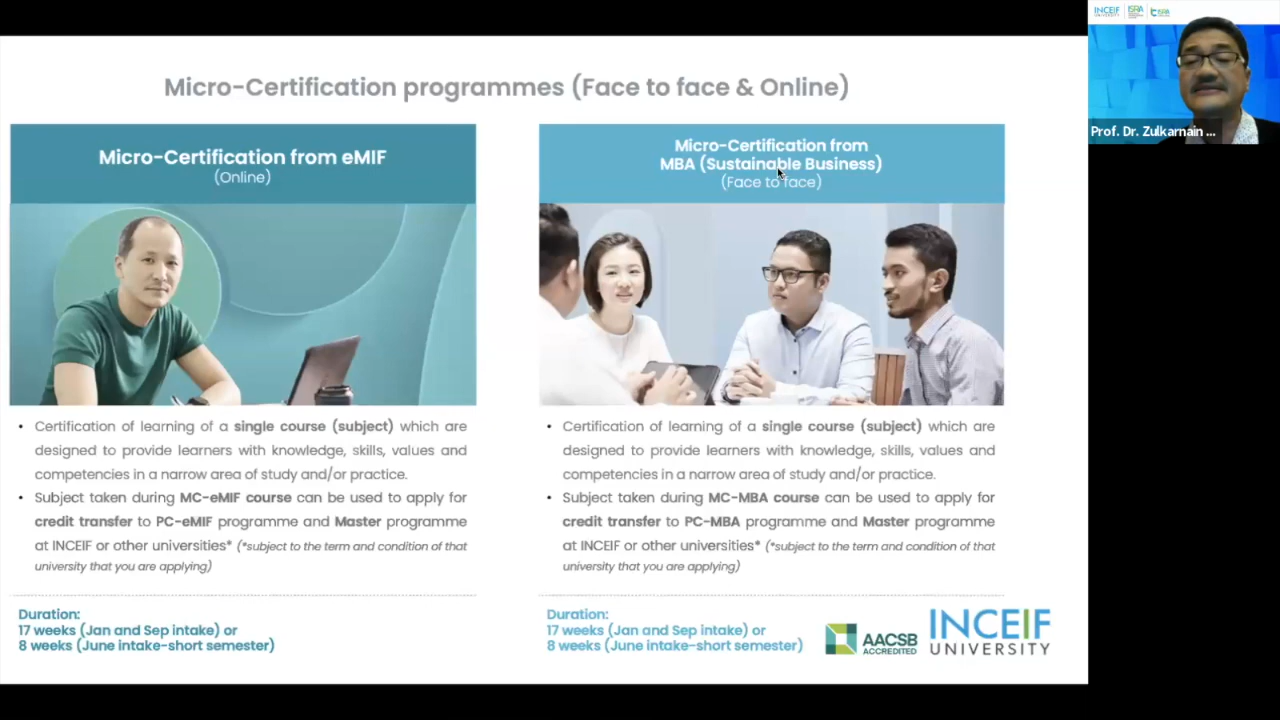 Micro-Certification programmes (Face to face & Online)
Micro-Certification from eMIF
(Online)
• Certification of learning of a single course (subject) which are
designed to provide learners with knowledge, skills, values and
competencies in a narrow area of study and/or practice.
• Subject taken during MC-eMIF course can be used to apply for
credit transfer to PC-eMIF programme and Master programme
at INCEIF or other universities* (*subject to the term and condition of that
university that you are applying)
Duration:
17 weeks (Jan and Sep intake) or
8 weeks (June intake-short semester)
Micro-Certification from
MBA (Sustainable Business)
(Face to face)
• Certification of learning of a single course (subject) which are
designed to provide learners with knowledge, skills, values and
competencies in a narrow area of study and/or practice.
• Subject taken during MC-MBA course can be used to apply for
credit transfer to PC-MBA programme and Master programme
at INCEIF or other universities* (*subject to the term and condition of that
university that you are applying)
Duration:
17 weeks (Jan and Sep intake) or
8 weeks (June intake-short semester)
AACSB
ACCREDITED
INCEIF
UNIVERSITY
INCEIF
UNIVERSITY
ISRA
Prof. Dr. Zulkarnain ...